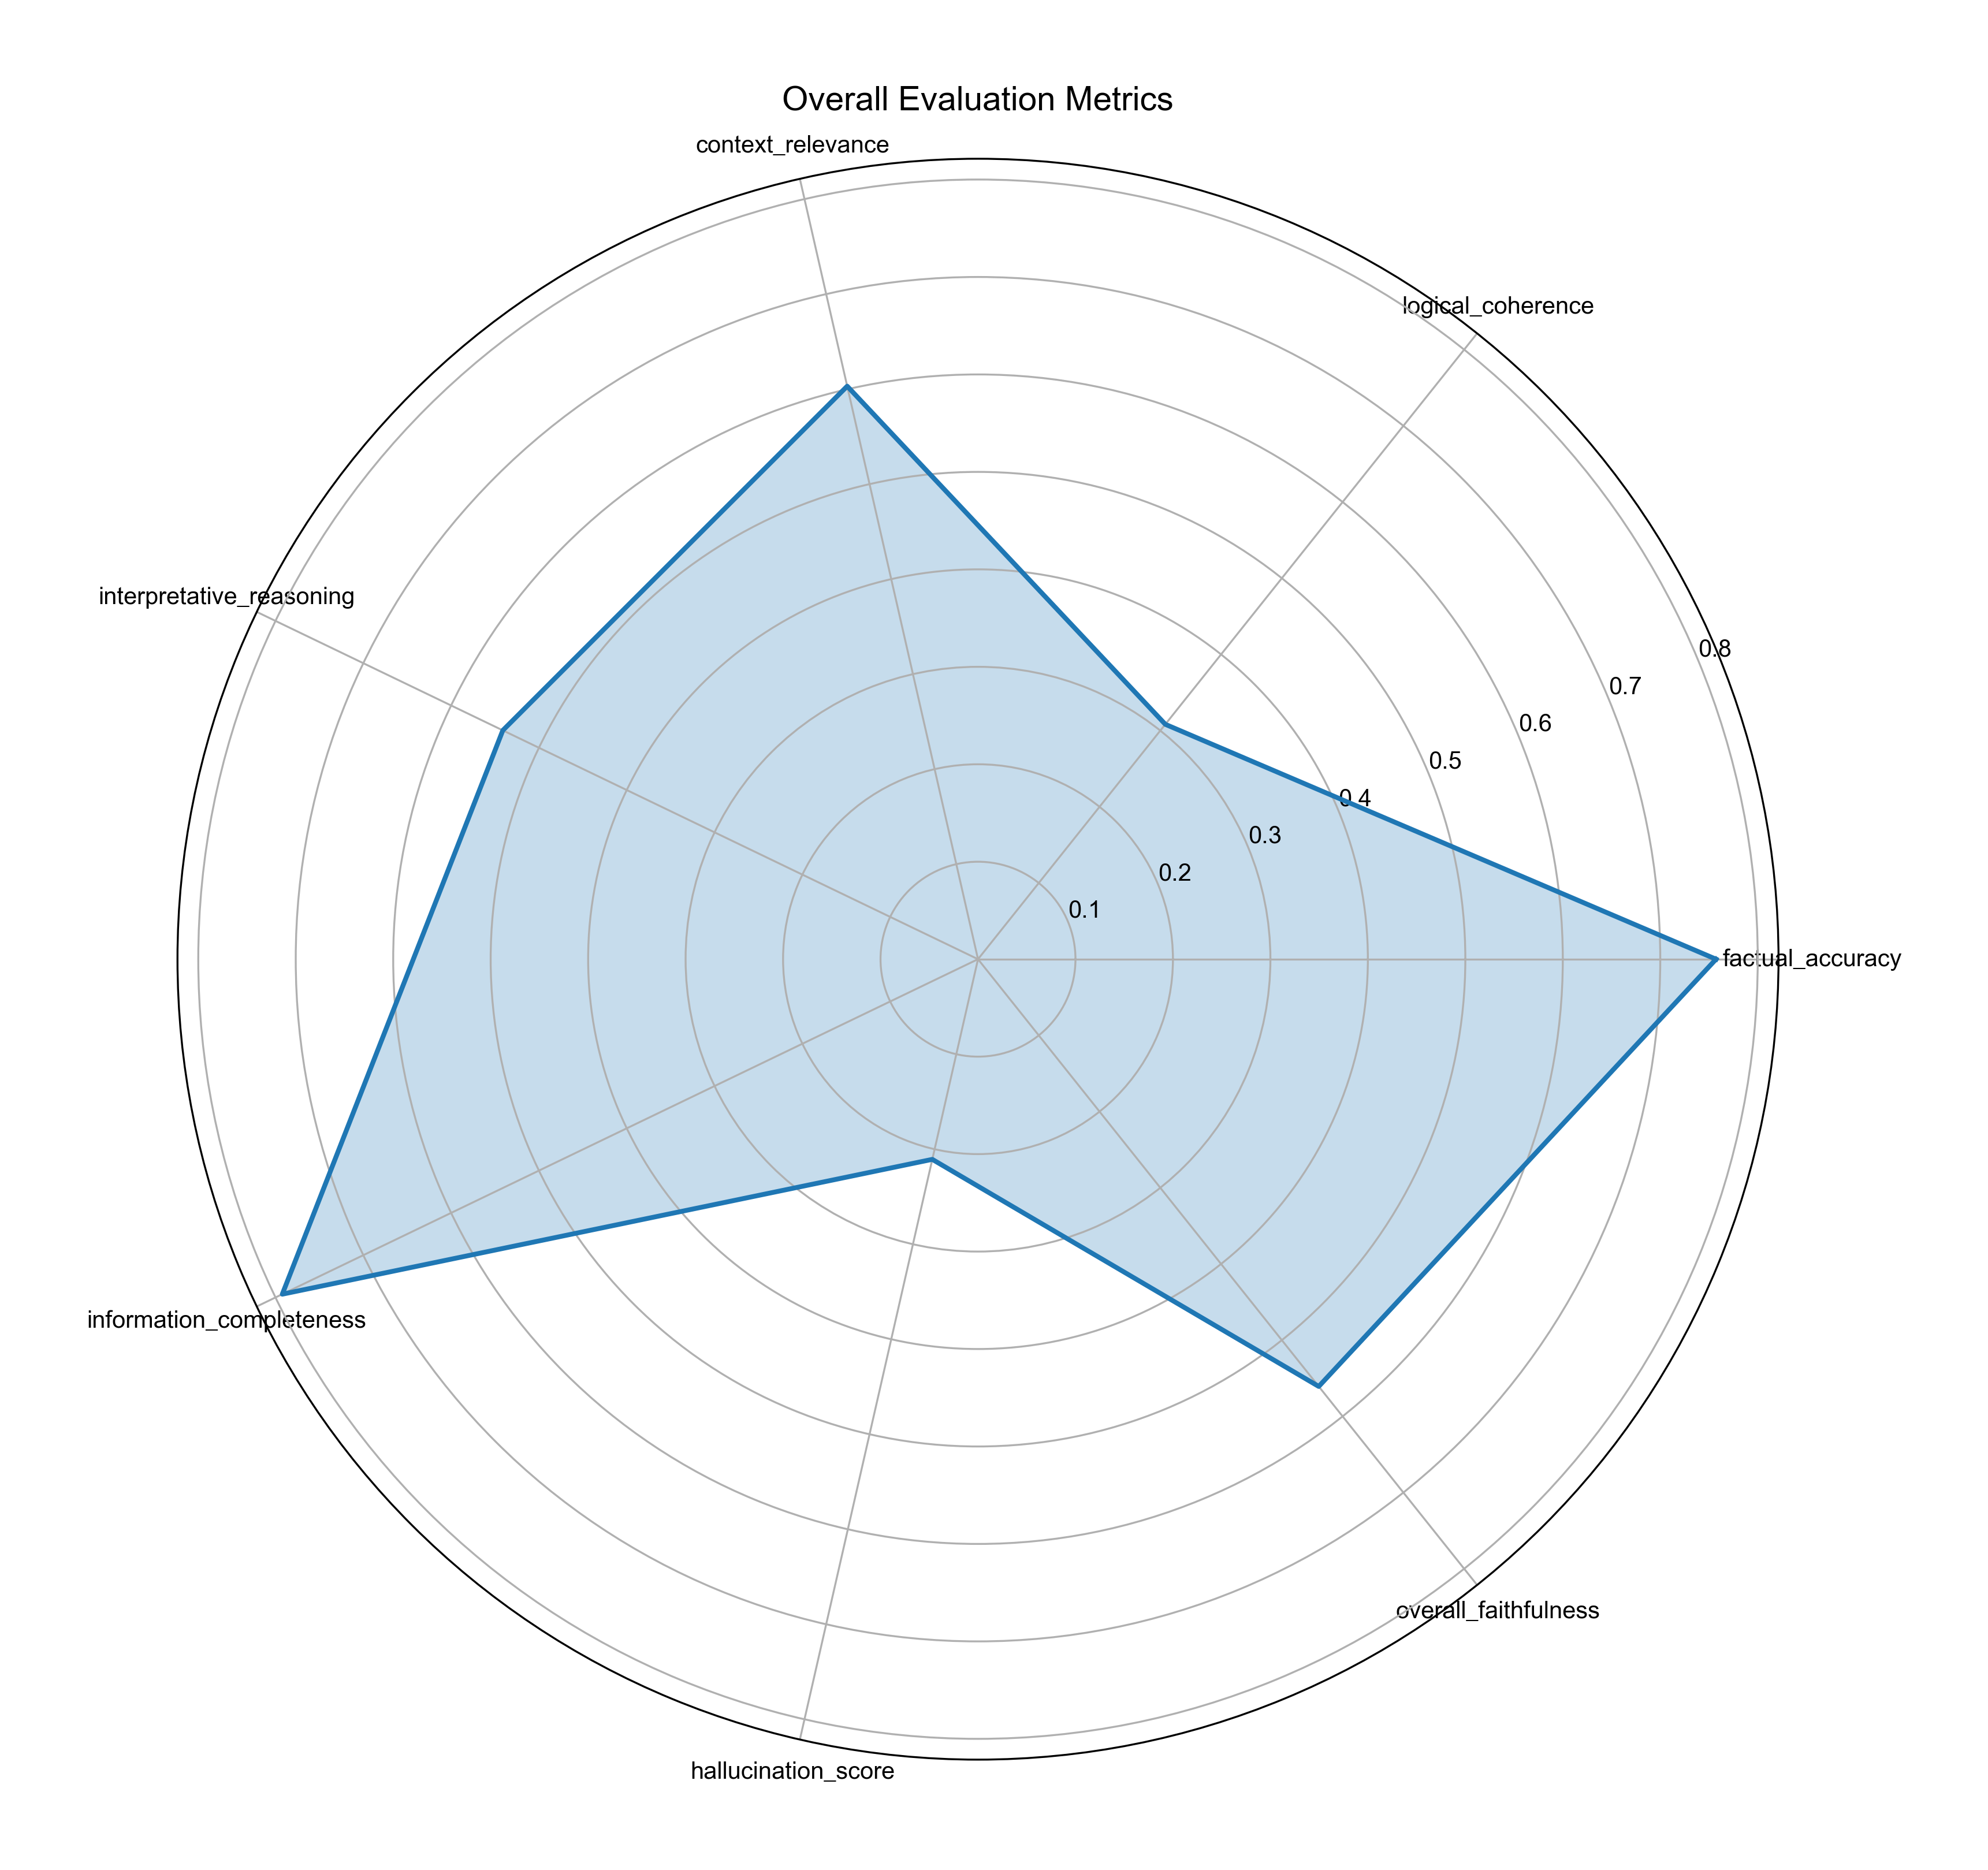 Overall Evaluation Metrics
context_relevance
logical_coherence
interpretative_reasoning
0.8
0.7
0.6
0.5
0.4
0.3
0.2
0.1
factual_accuracy
information_completeness
overall_faithfulness
hallucination_score